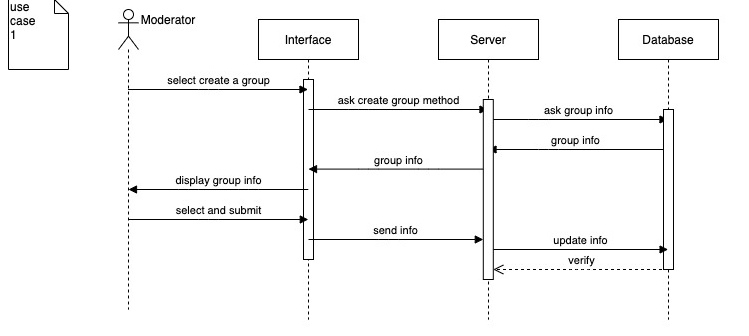 use
case
1
Moderator
Interface
Server
Database
select create a group
ask create group method
ask group info
group info
group info
display group info
select and submit
send info
update info
verify